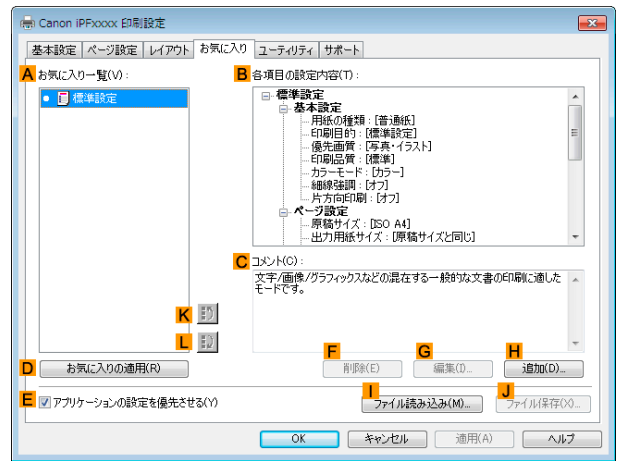 Canon iPFxxxx 印刷設定
基本設定 ページ設定 レイアウト お気に入り ユーティリティ サポート
A お気に入り一覧(V) :
標準設定
B 各項目の設定内容(T) :
標準設定
基本設定
用紙の種類 : [普通紙]
印刷目的 : [標準設定]
優先画質 : [写真・イラスト]
印刷品質 : [標準]
カラーモード : [カラー]
細線強調 : [オフ]
片方向印刷 : [オフ]
ページ設定
原稿サイズ : [ISO A4]
出力用紙サイズ : [原稿サイズと同じ]
C コメント(C) :
文字/画像/グラフィックスなどの混在する一般的な文書の印刷に適した
モードです。
K
L
D お気に入りの適用(R)
F 削除(E)
G 編集(I)...
H 追加(D)...
E アプリケーションの設定を優先させる(Y)
I ファイル読み込み(M)...
J ファイル保存(X)...
OK キャンセル 適用(A) ヘルプ